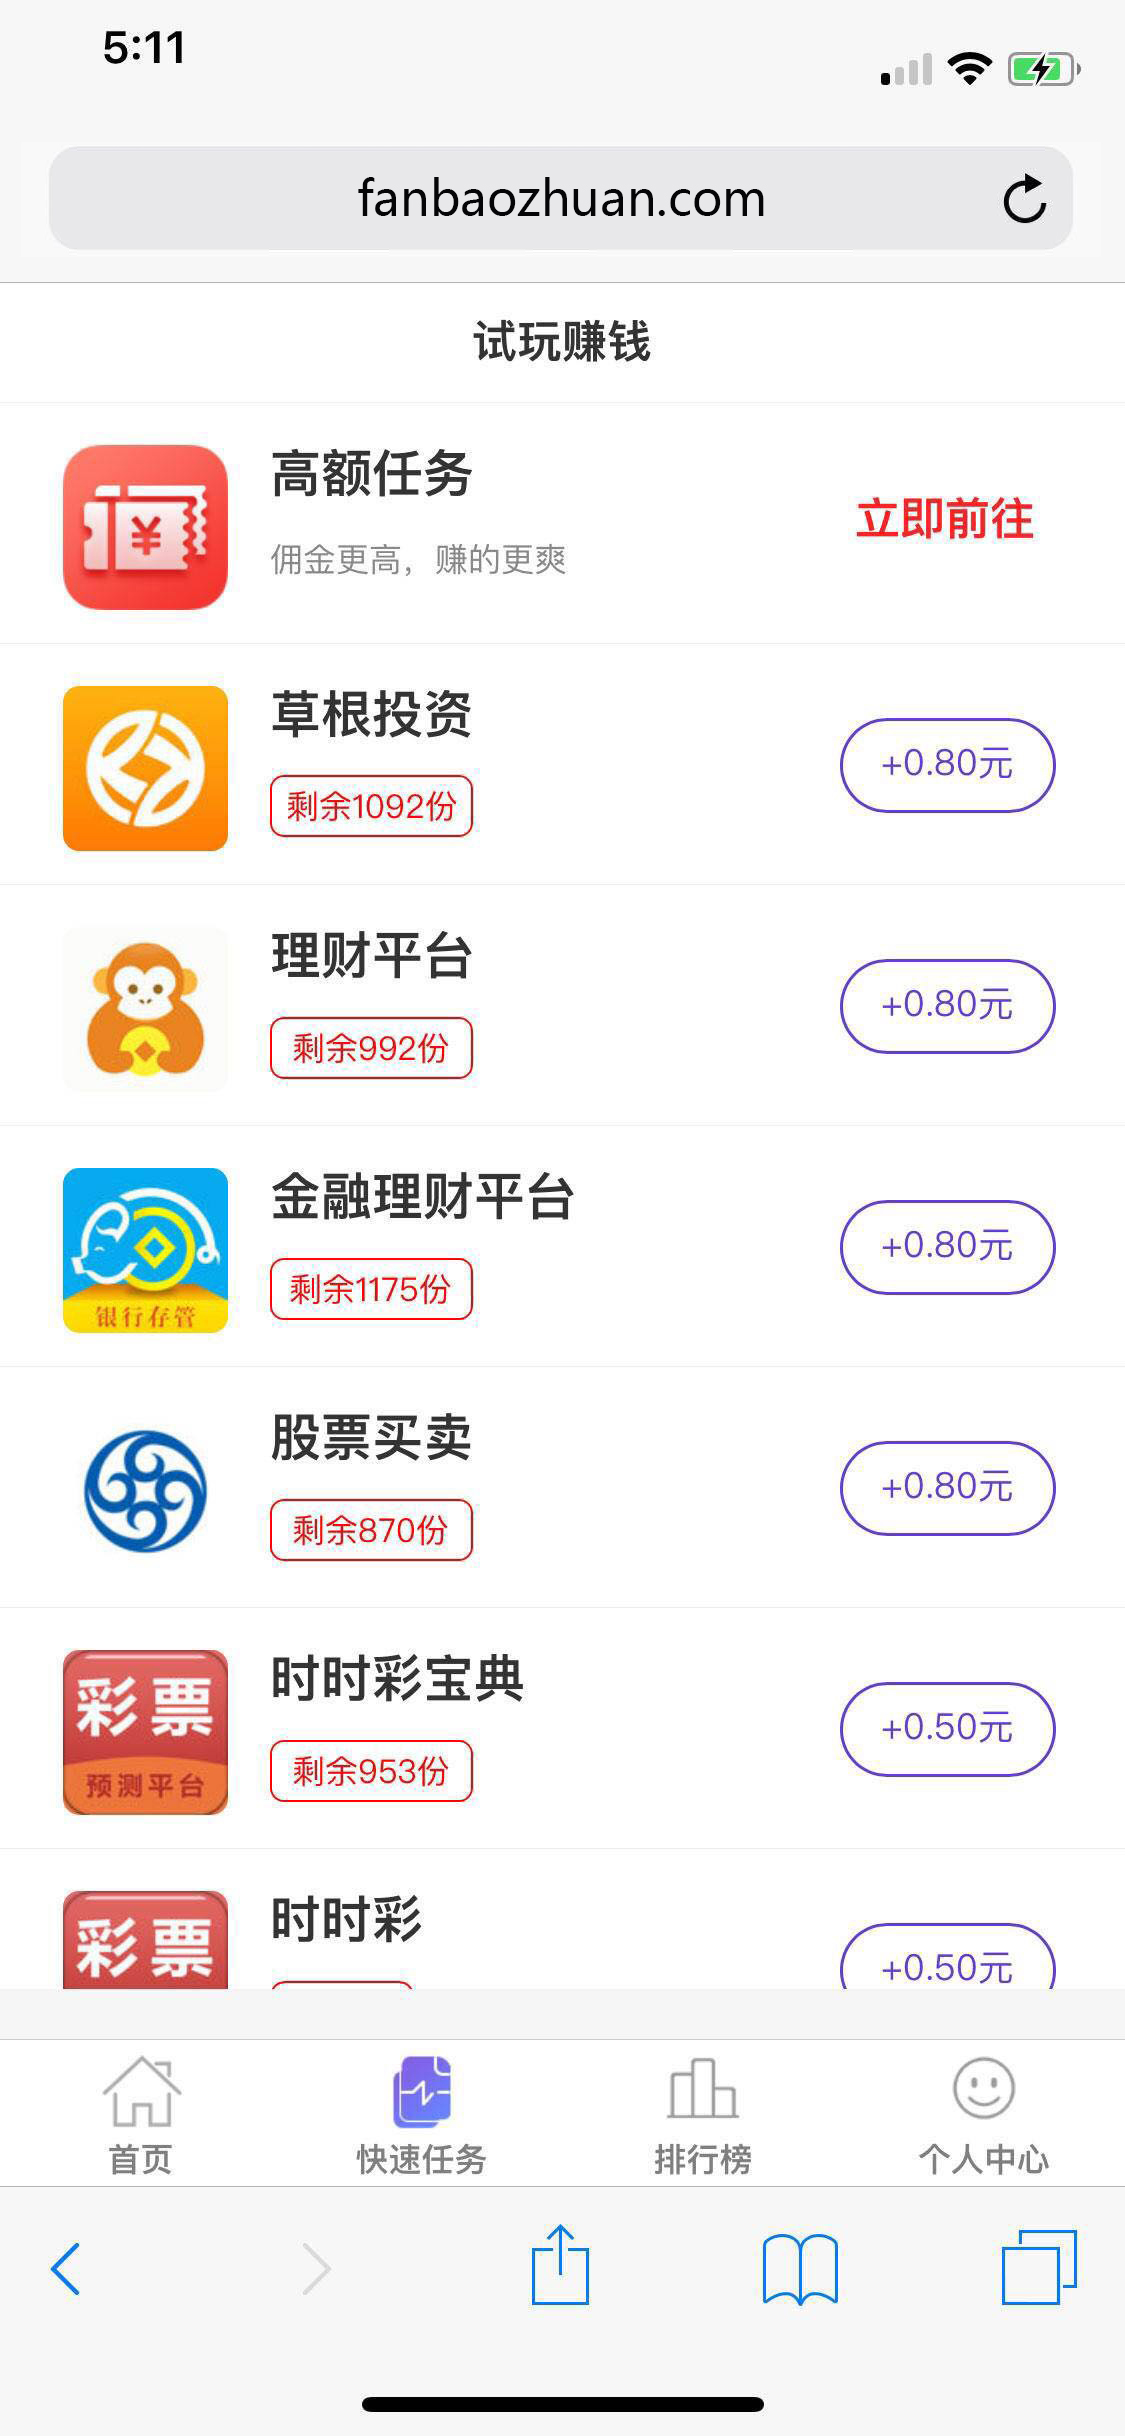 5:11
fanbaozhuan.com
试玩赚钱
高额任务
佣金更高，赚的更爽
立即前往
草根投资
剩余1092份
+0.80元
理财平台
剩余992份
+0.80元
金融理财平台
剩余1175份
+0.80元
银行存管
股票买卖
剩余870份
+0.80元
时时彩宝典
剩余953份
+0.50元
彩票
预测平台
时时彩
+0.50元
彩票
首页
快速任务
排行榜
个人中心